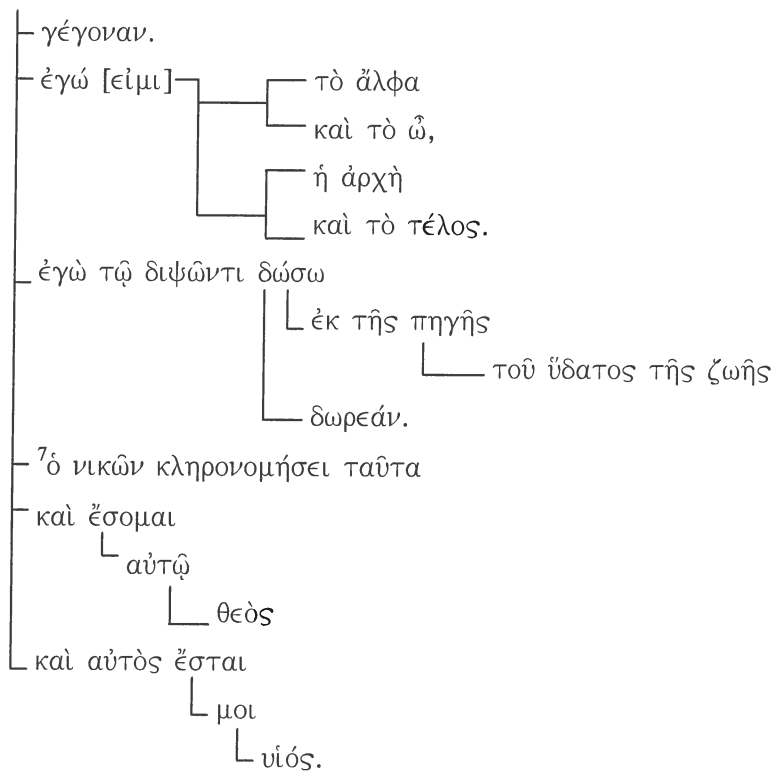 γέγοναν.
ἐγώ [εἰμι]
τὸ ἄλφα
καὶ τὸ ὦ,
ἡ ἀρχὴ
καὶ τὸ τέλος.
ἐγὼ τῷ διψῶντι δώσω
ἐκ τῆς πηγῆς
τοῦ ὕδατος τῆς ζωῆς
δωρεάν.
⁷ὁ νικῶν κληρονομήσει ταῦτα
καὶ ἔσομαι
αὐτῷ
θεὸς
καὶ αὐτὸς ἔσται
μοι
υἱός.